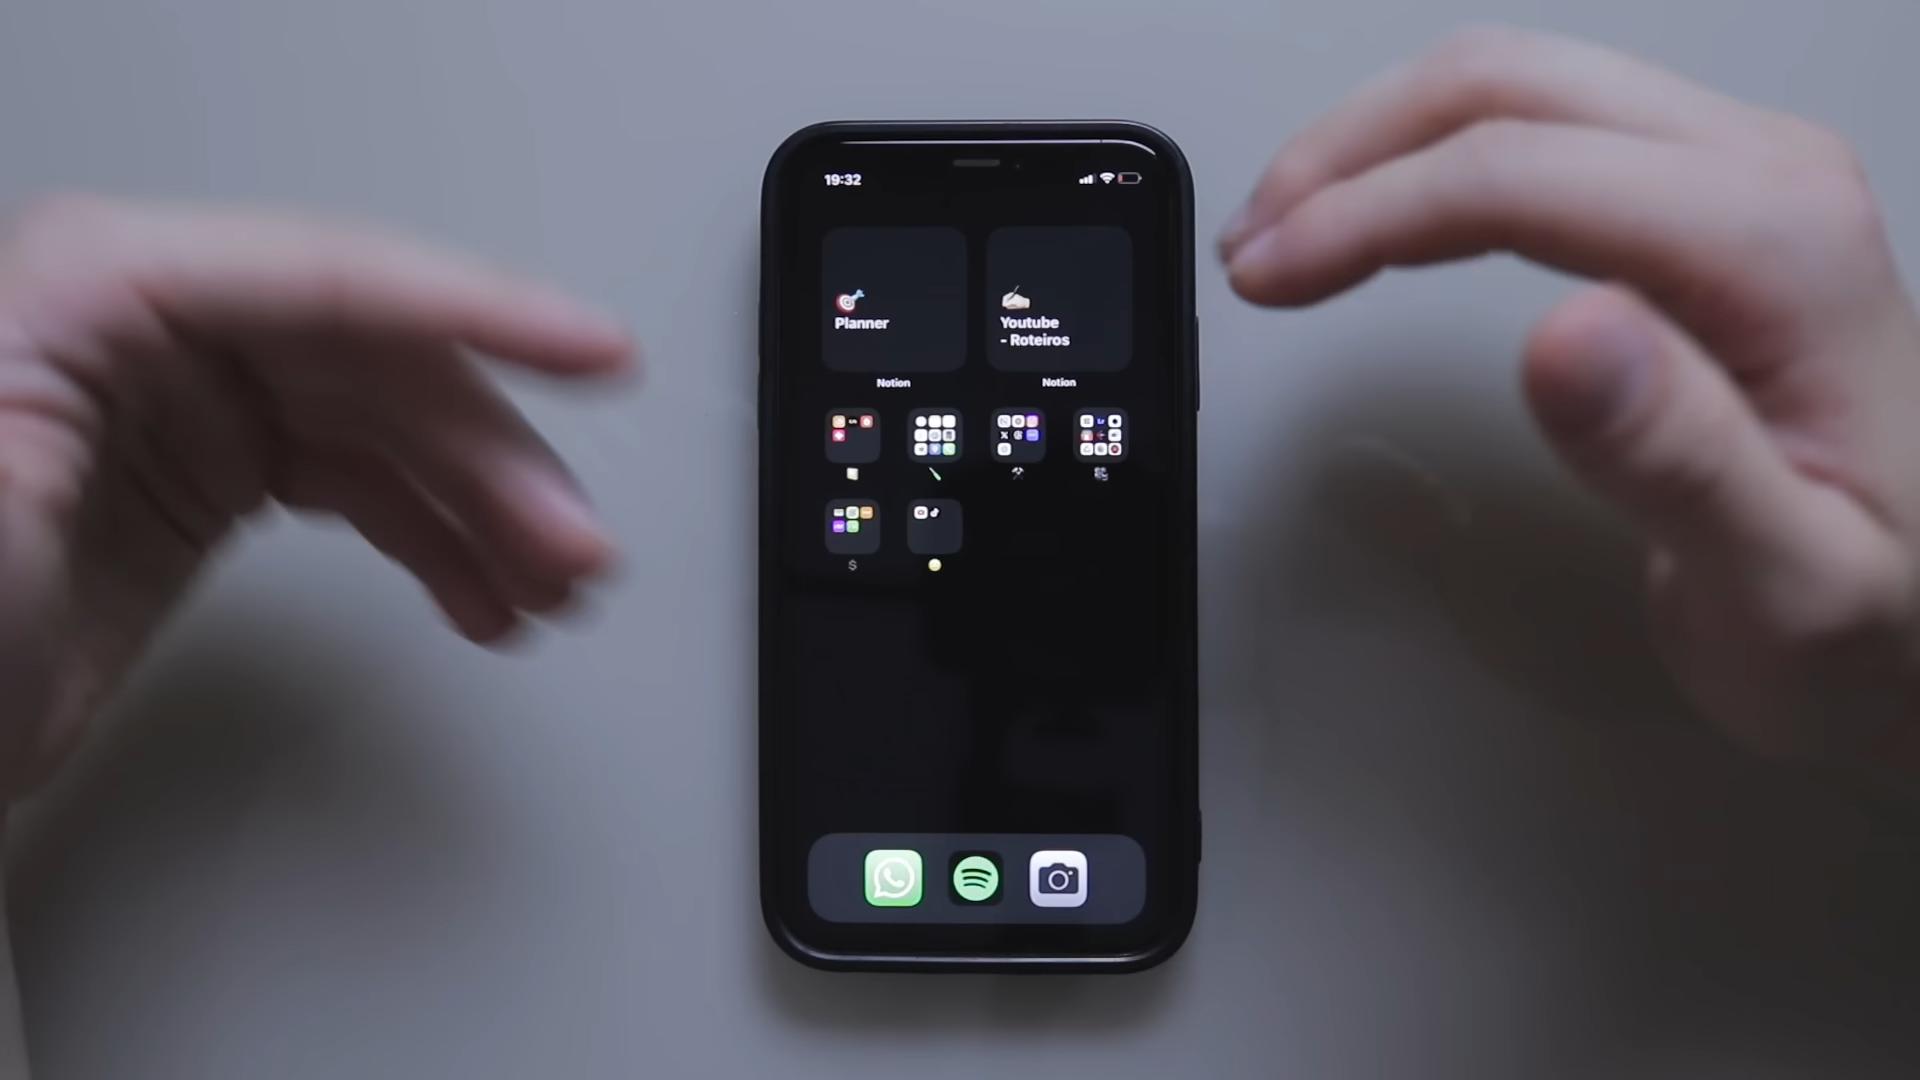 19:32
Planner
Youtube
- Roteiros
Notion
Notion
$